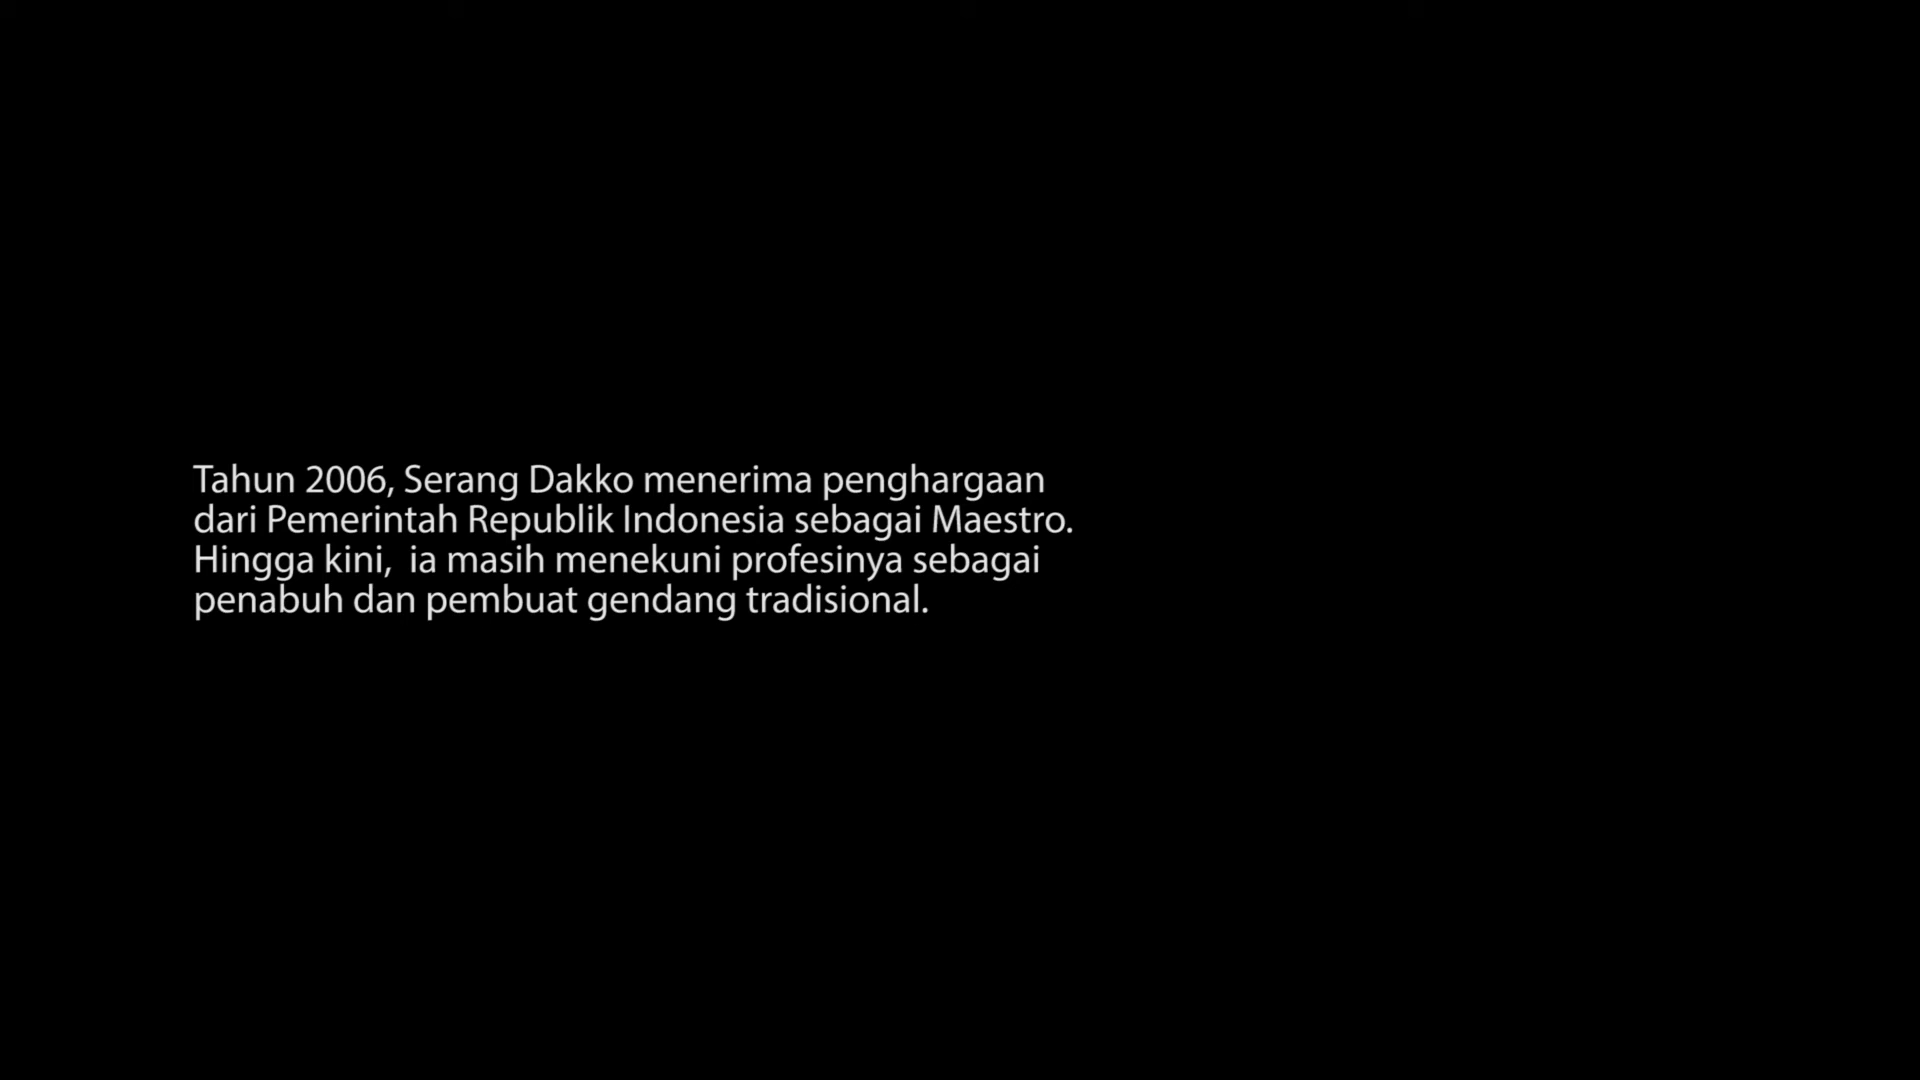 Tahun 2006, Serang Dakko menerima penghargaan
dari Pemerintah Republik Indonesia sebagai Maestro.
Hingga kini,  ia masih menekuni profesinya sebagai
penabuh dan pembuat gendang tradisional.